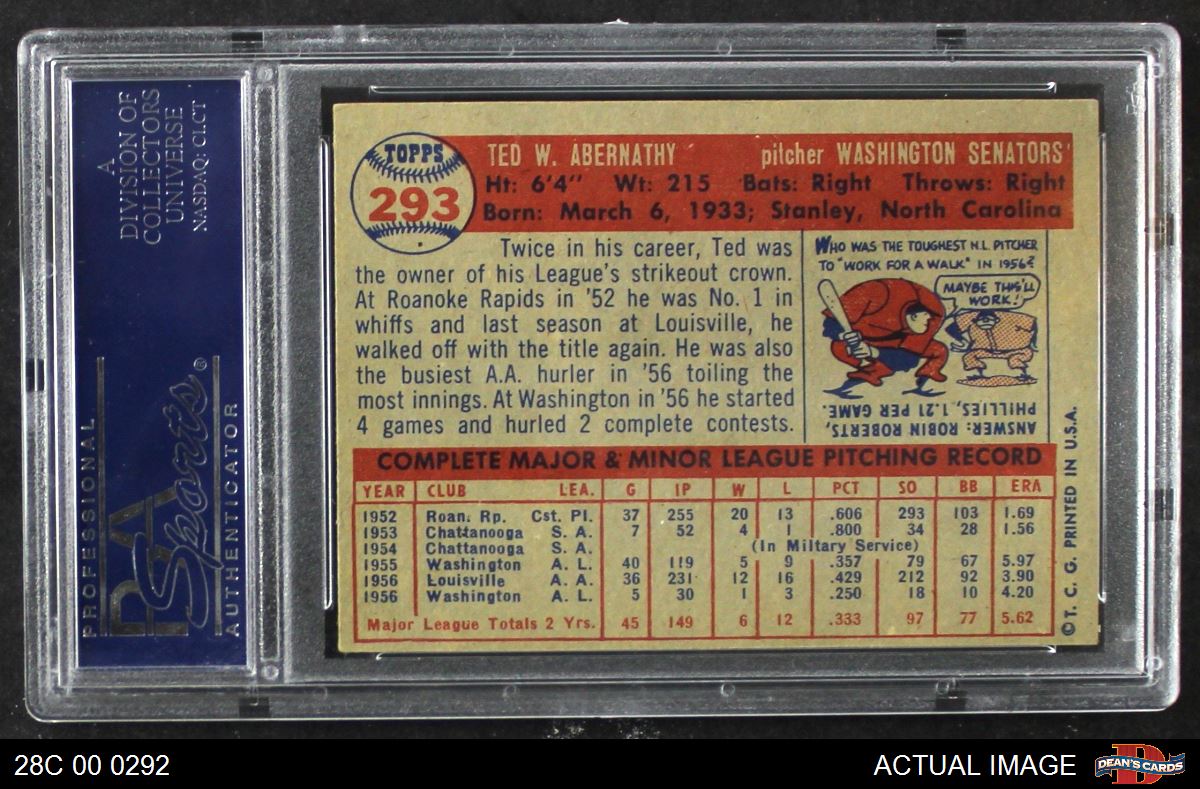 A
DIVISION OF
COLLECTORS
UNIVERSE
NASDAQ: CLCT
PROFESSIONAL
PSA
Sports®
AUTHENTICATOR
TOPPS
293
TED W. ABERNATHY pitcher WASHINGTON SENATORS
Ht: 6'4" Wt: 215 Bats: Right Throws: Right
Born: March 6, 1933; Stanley, North Carolina
Twice in his career, Ted was
the owner of his League's strikeout crown.
At Roanoke Rapids in '52 he was No. 1 in
whiffs and last season at Louisville, he
walked off with the title again. He was also
the busiest A.A. hurler in '56 toiling the
most innings. At Washington in '56 he started
4 games and hurled 2 complete contests.
WHO WAS THE TOUGHEST N.L. PITCHER
TO "WORK FOR A WALK" IN 1956?
MAYBE THIS'LL
WORK!
ANSWER: ROBIN ROBERTS,
PHILLIES, 1.21 PER GAME.
COMPLETE MAJOR & MINOR LEAGUE PITCHING RECORD
YEAR CLUB LEA. G IP W L PCT SO BB ERA
1952 Roan. Rp. Cst. Pl. 37 255 20 13 .606 293 103 1.69
1953 Chattanooga S. A. 7 52 4 1 .800 34 28 1.56
1954 Chattanooga S. A. (In Military Service)
1955 Washington A. L. 40 119 5 9 .357 79 67 5.97
1956 Louisville A. A. 36 231 12 16 .429 212 92 3.90
1956 Washington A. L. 5 30 1 3 .250 18 10 4.20
Major League Totals 2 Yrs. 45 149 6 12 .333 97 77 5.62
© T. C. G. PRINTED IN U.S.A.
28C 00 0292
ACTUAL IMAGE
DEAN'S CARDS